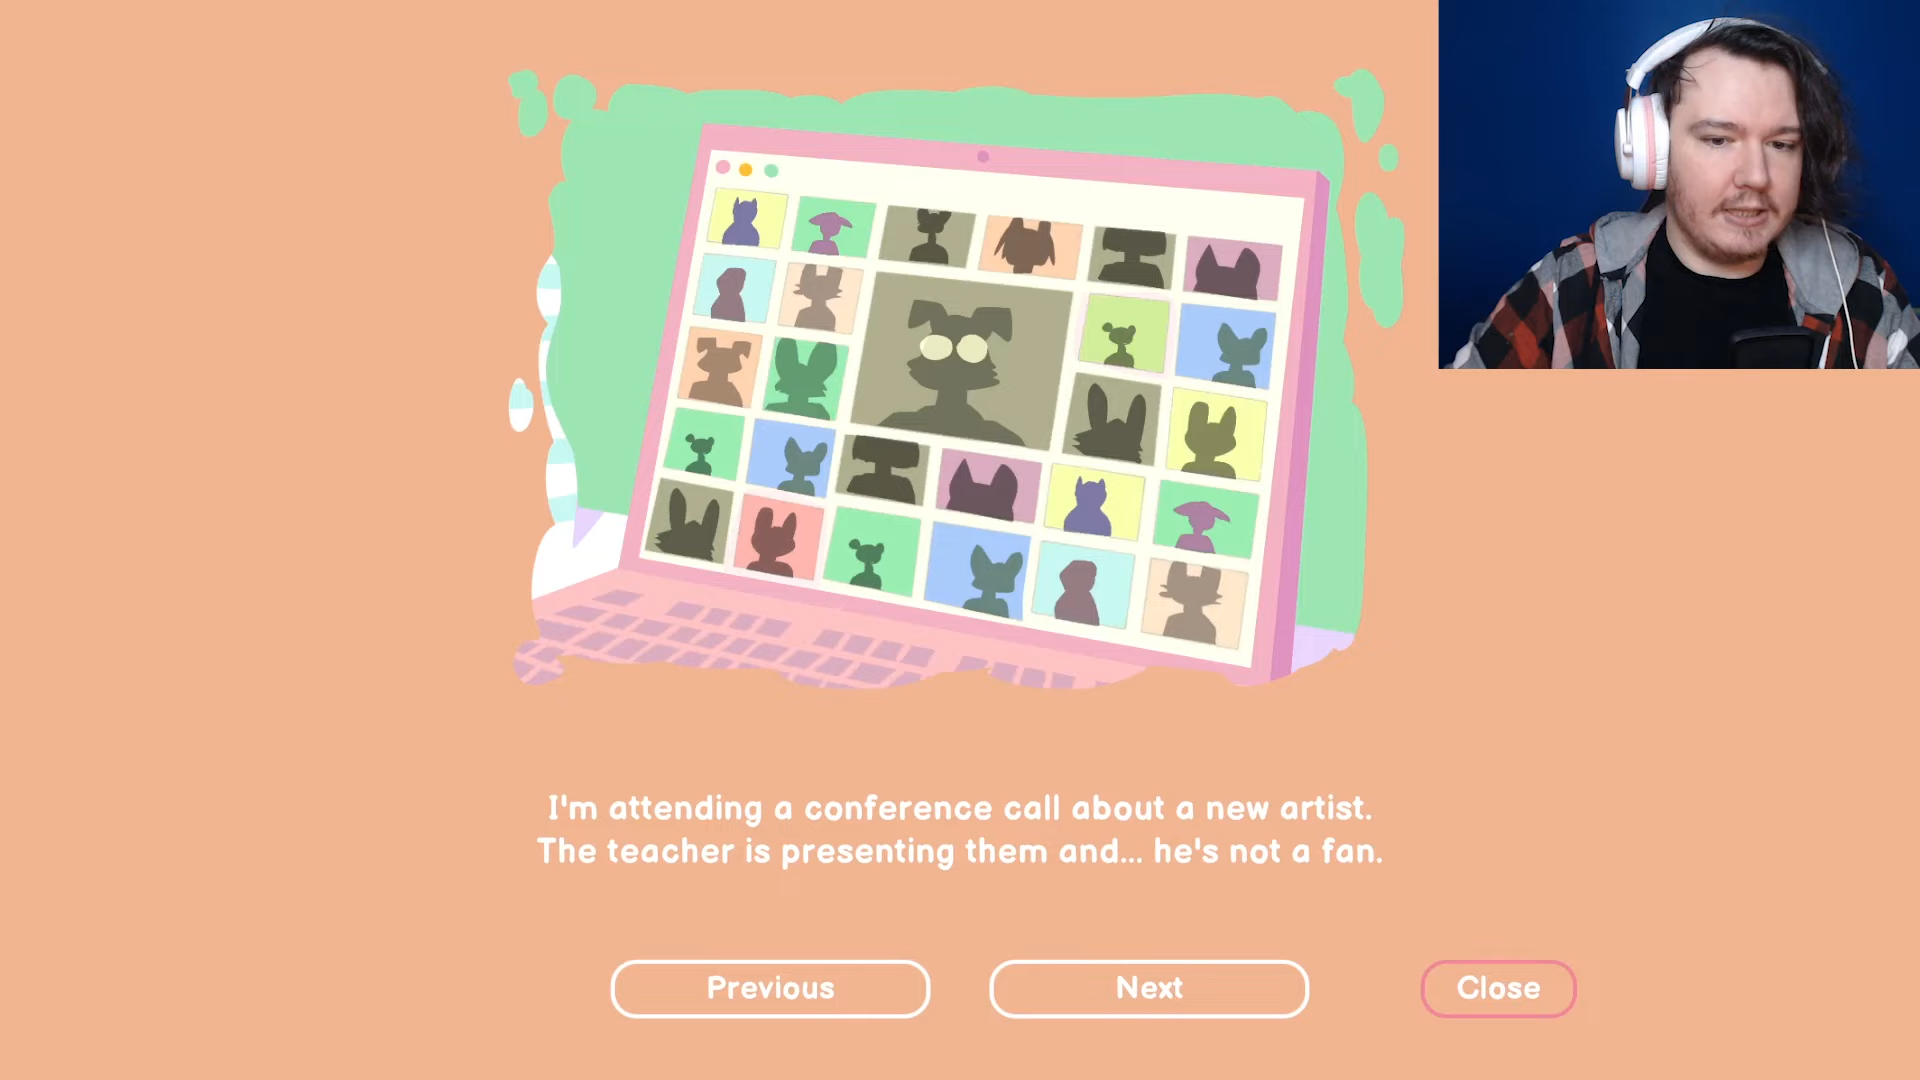 I'm attending a conference call about a new artist.
The teacher is presenting them and... he's not a fan.
Previous
Next
Close